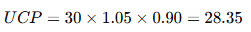 UCP = 30 × 1.05 × 0.90 = 28.35